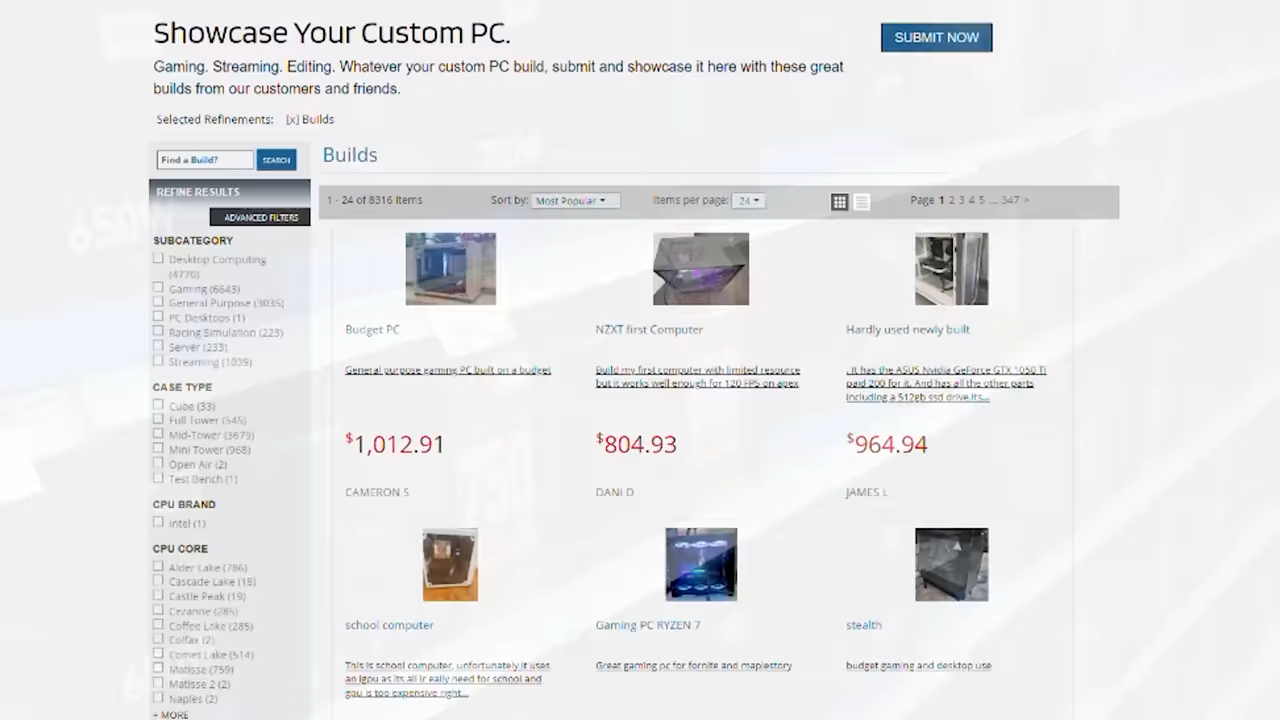 Showcase Your Custom PC.
SUBMIT NOW
Gaming. Streaming. Editing. Whatever your custom PC build, submit and showcase it here with these great
builds from our customers and friends.
Selected Refinements: [x] Builds
Find a Build?
SEARCH
Builds
REFINE RESULTS
ADVANCED FILTERS
1 - 24 of 8316 items
Sort by: Most Popular
Items per page: 24
Page 1 2 3 4 5 ... 347 >
SUBCATEGORY
Desktop Computing
(4770)
Gaming (6643)
General Purpose (3035)
PC Desktops (1)
Racing Simulation (223)
Server (233)
Streaming (1039)
CASE TYPE
Cube (33)
Full Tower (545)
Mid-Tower (3679)
Mini Tower (968)
Open Air (2)
Test Bench (1)
CPU BRAND
Intel (1)
CPU CORE
Alder Lake (786)
Cascade Lake (18)
Castle Peak (19)
Cezanne (285)
Coffee Lake (285)
Colfax (2)
Comet Lake (514)
Matisse (759)
Matisse 2 (2)
Naples (2)
+ MORE
Budget PC
General purpose gaming PC built on a budget
$1,012.91
CAMERON S
NZXT first Computer
Build my first computer with limited resource
but it works well enough for 120 FPS on apex
$804.93
DANI D
Hardly used newly built
. It has the ASUS Nvidia GeForce GTX 1050 TI
paid 200 for it. And has all the other parts
including a 512gb ssd drive.Its...
$964.94
JAMES L
school computer
This is school computer, unfortunately it uses
an igpu as its all ir eally need for school and
gpu is too expensive right...
Gaming PC RYZEN 7
Great gaming pc for fornite and maplestory
stealth
budget gaming and desktop use